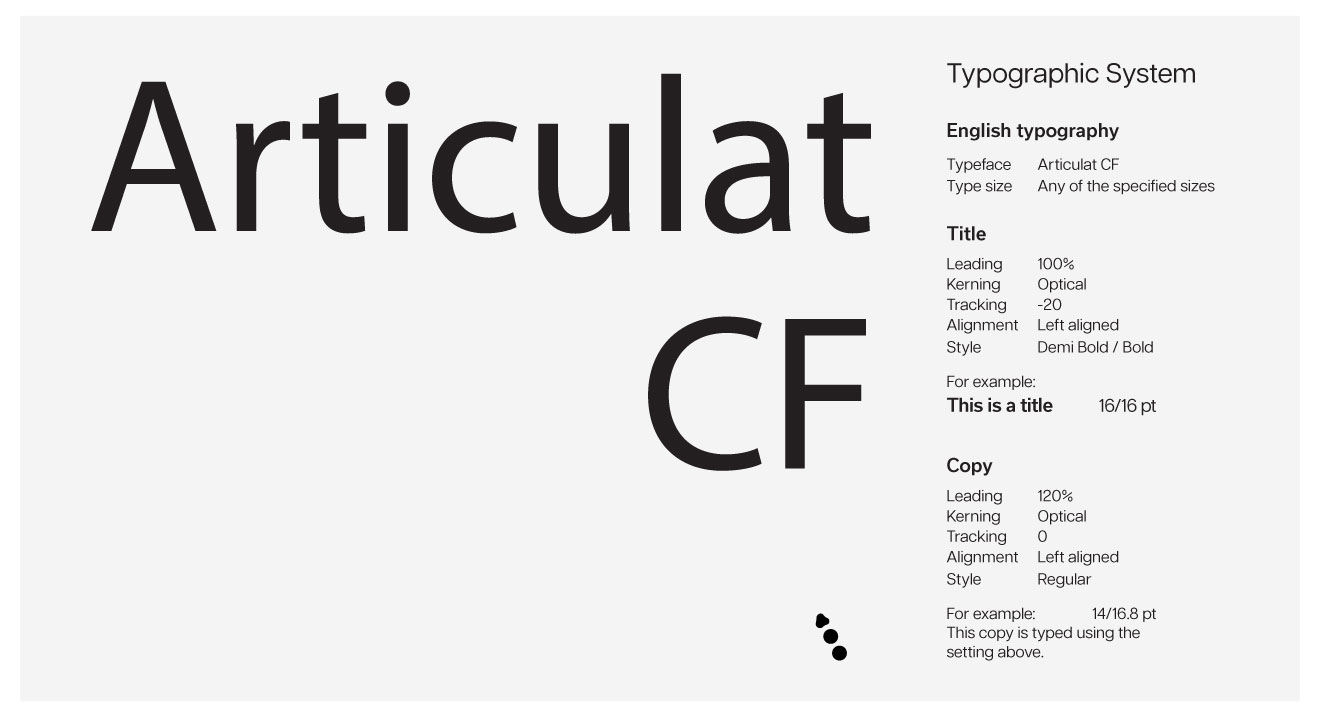 Articulat
CF
Typographic System
English typography
Typeface Articulat CF
Type size Any of the specified sizes
Title
Leading 100%
Kerning Optical
Tracking -20
Alignment Left aligned
Style Demi Bold / Bold
For example:
This is a title 16/16 pt
Copy
Leading 120%
Kerning Optical
Tracking 0
Alignment Left aligned
Style Regular
For example: 14/16.8 pt
This copy is typed using the
setting above.